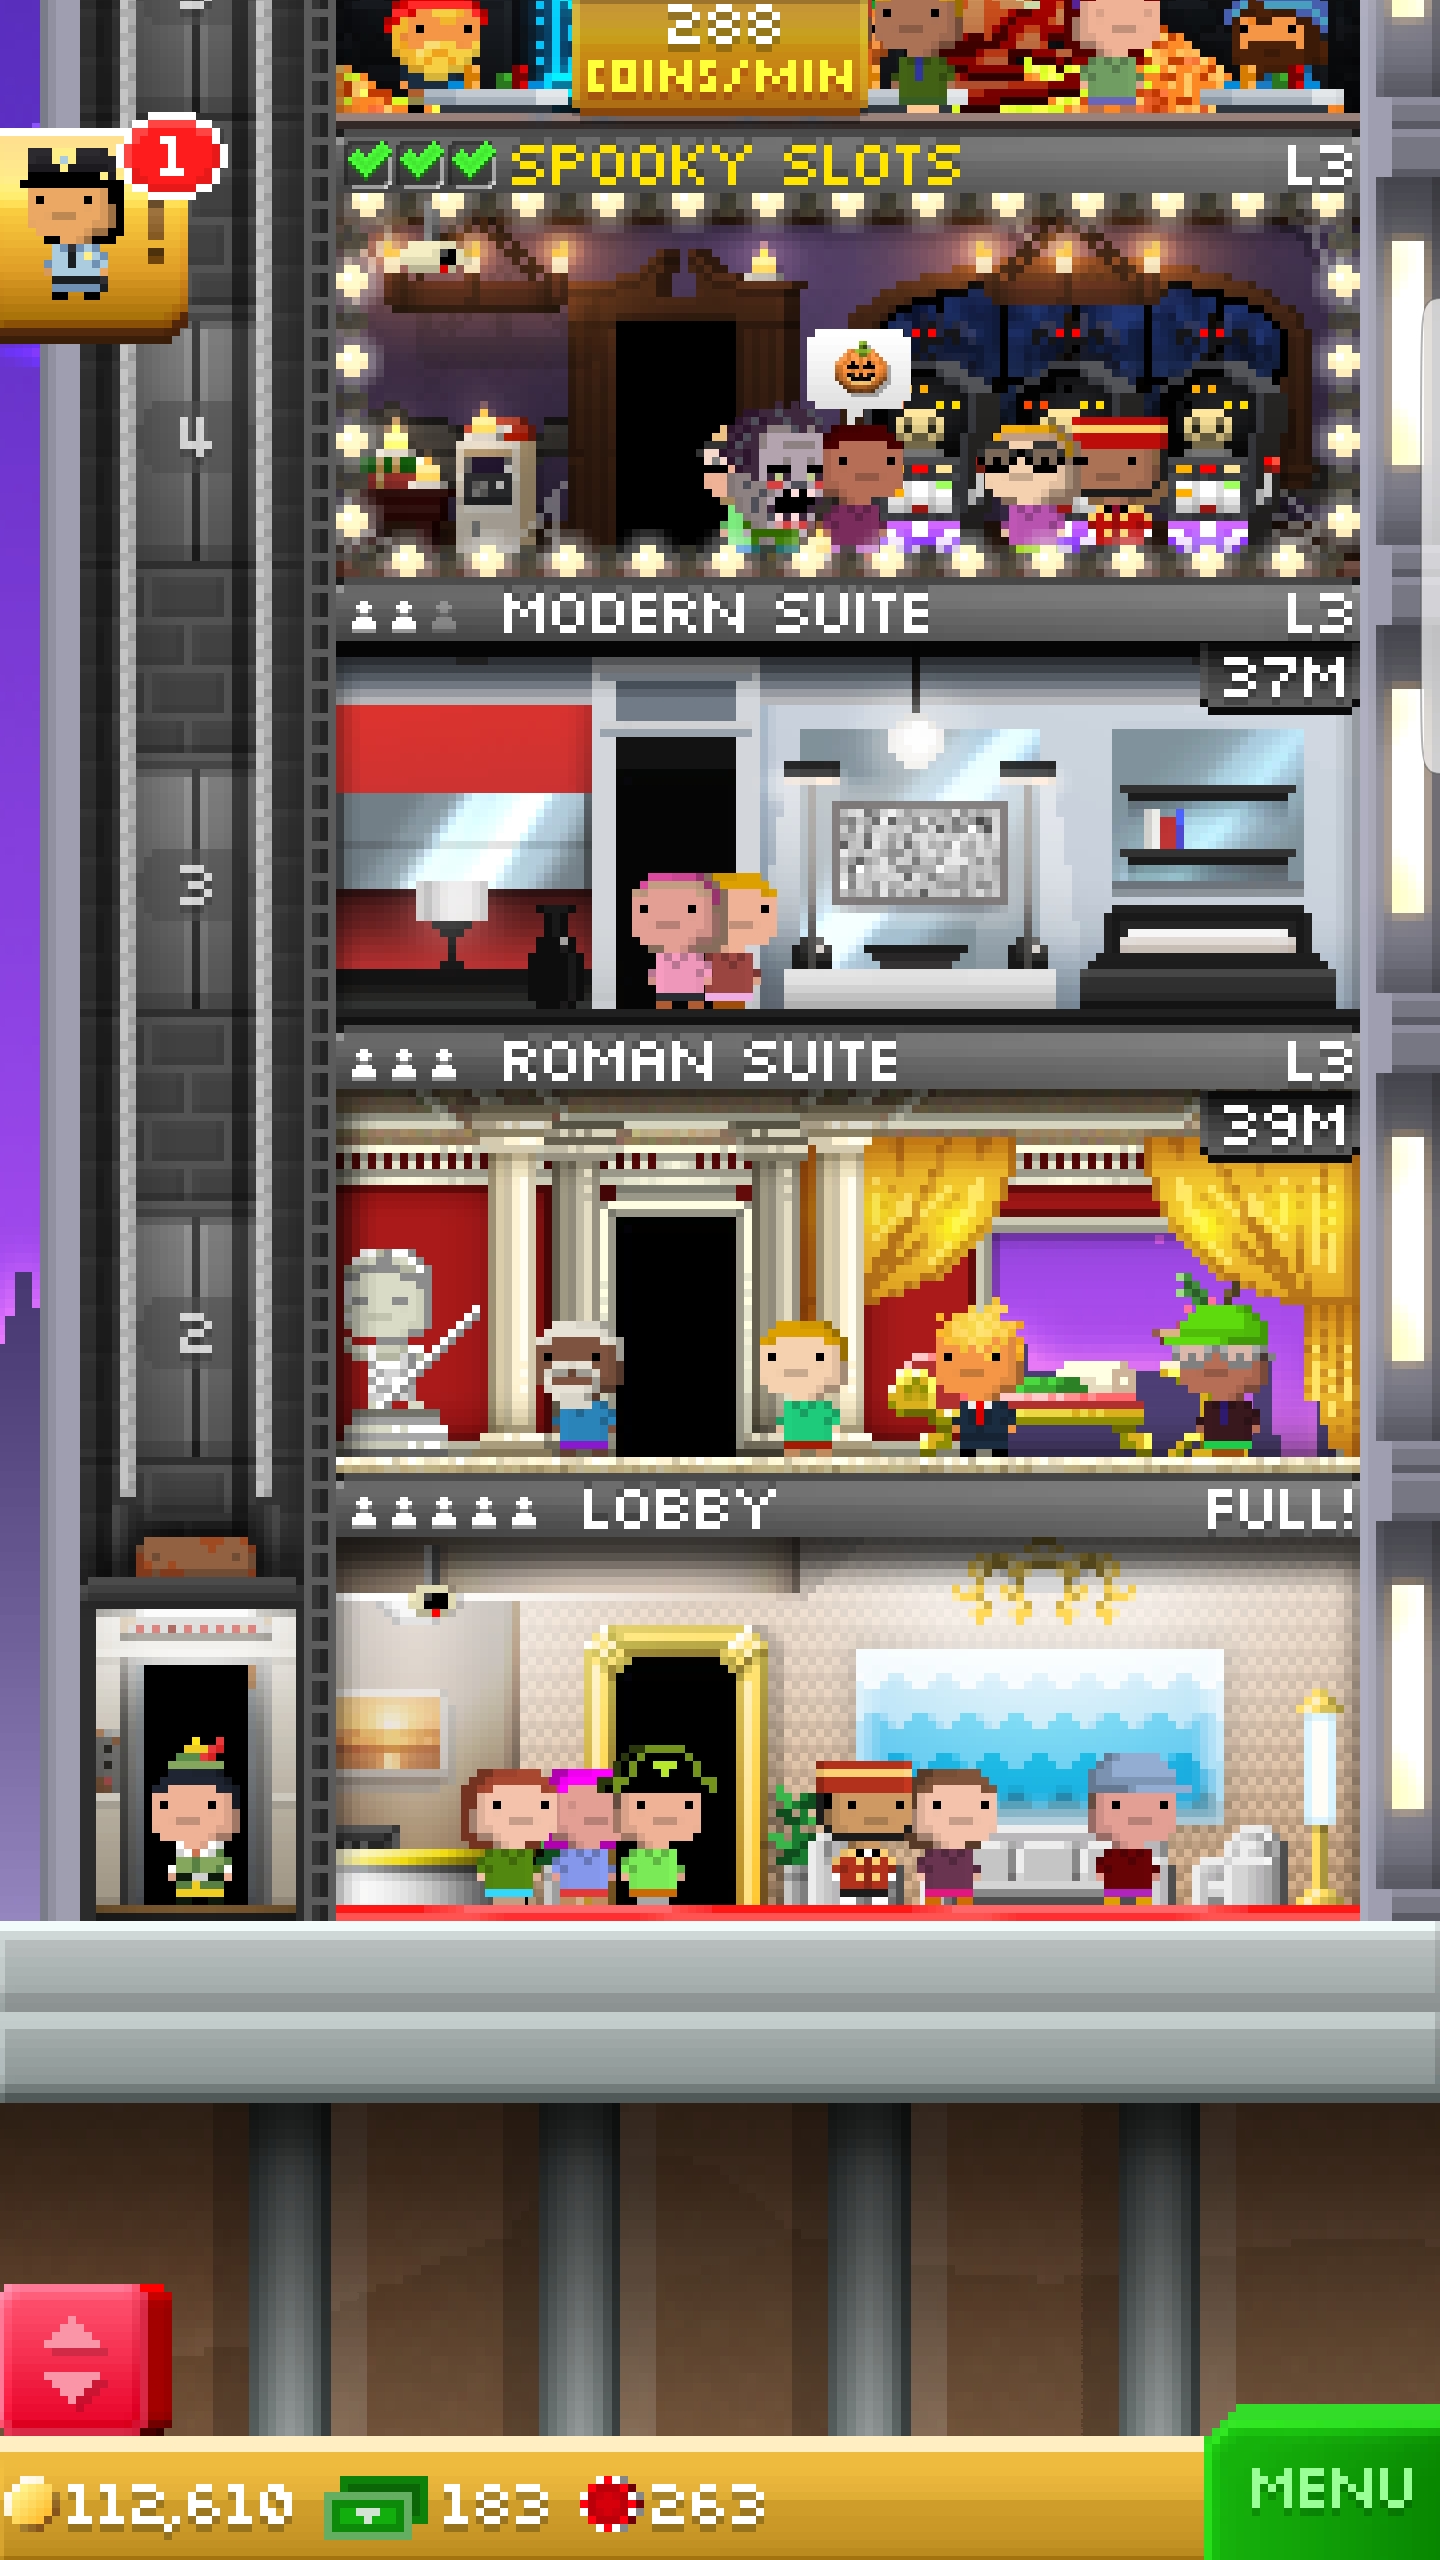 288
COINS/MIN
1
!
SPOOKY SLOTS L3
4
MODERN SUITE L3
37M
3
ROMAN SUITE L3
39M
2
LOBBY FULL!
112,610 183 263
MENU